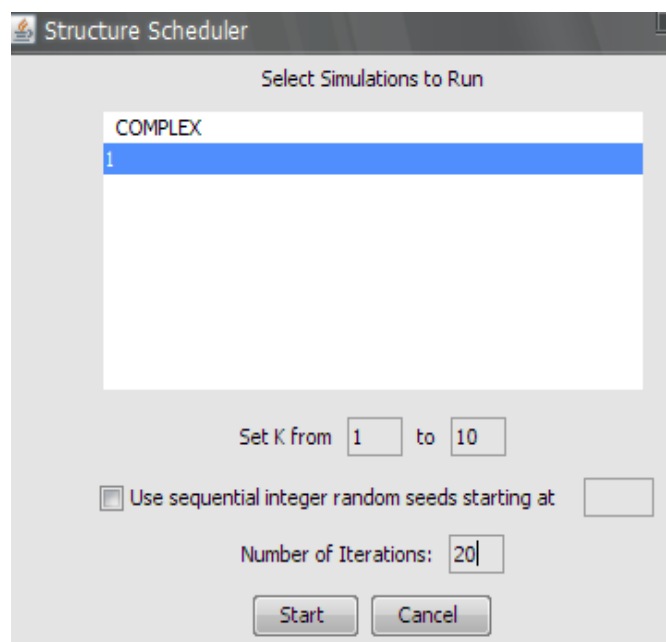 Structure Scheduler
Select Simulations to Run
COMPLEX
1
Set K from 1 to 10
Use sequential integer random seeds starting at
Number of Iterations: 20
Start Cancel